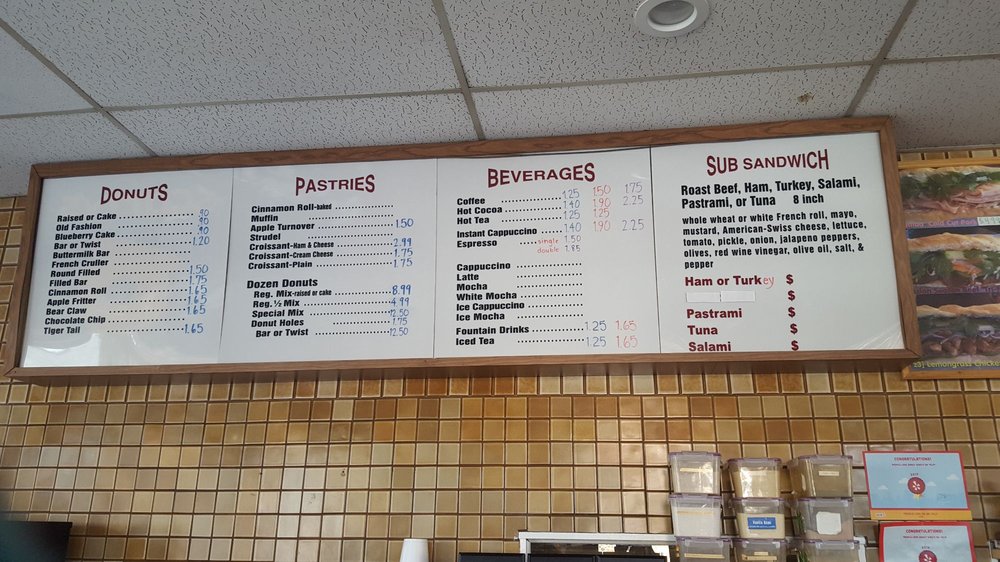 DONUTS
Raised or Cake .90
Old Fashion .90
Blueberry Cake .90
Bar or Twist 1.20
Buttermilk Bar
French Cruller
Round Filled 1.50
Filled Bar 1.75
Cinnamon Roll 1.65
Apple Fritter 1.65
Bear Claw 1.65
Chocolate Chip
Tiger Tail 1.65
PASTRIES
Cinnamon Roll-baked
Muffin
Apple Turnover 1.50
Strudel
Croissant-Ham & Cheese 2.99
Croissant-Cream Cheese 1.75
Croissant-Plain 1.75
Dozen Donuts
Reg. Mix-raised or cake 8.99
Reg. ½ Mix 4.99
Special Mix 12.50
Donut Holes 1.75
Bar or Twist 12.50
BEVERAGES
Coffee 1.25 1.50 1.75
Hot Cocoa 1.40 1.90 2.25
Hot Tea 1.25 1.25
Instant Cappuccino 1.40 1.90 2.25
Espresso single 1.50
double 1.85
Cappuccino
Latte
Mocha
White Mocha
Ice Cappuccino
Ice Mocha
Fountain Drinks 1.25 1.65
Iced Tea 1.25 1.65
SUB SANDWICH
Roast Beef, Ham, Turkey, Salami,
Pastrami, or Tuna 8 inch
whole wheat or white French roll, mayo,
mustard, American-Swiss cheese, lettuce,
tomato, pickle, onion, jalapeno peppers,
olives, red wine vinegar, olive oil, salt, &
pepper
Ham or Turkey $
$
Pastrami $
Tuna $
Salami $
Cold Cut
Lemongrass Chicken
CONGRATULATIONS!
CONGRATULATIONS!